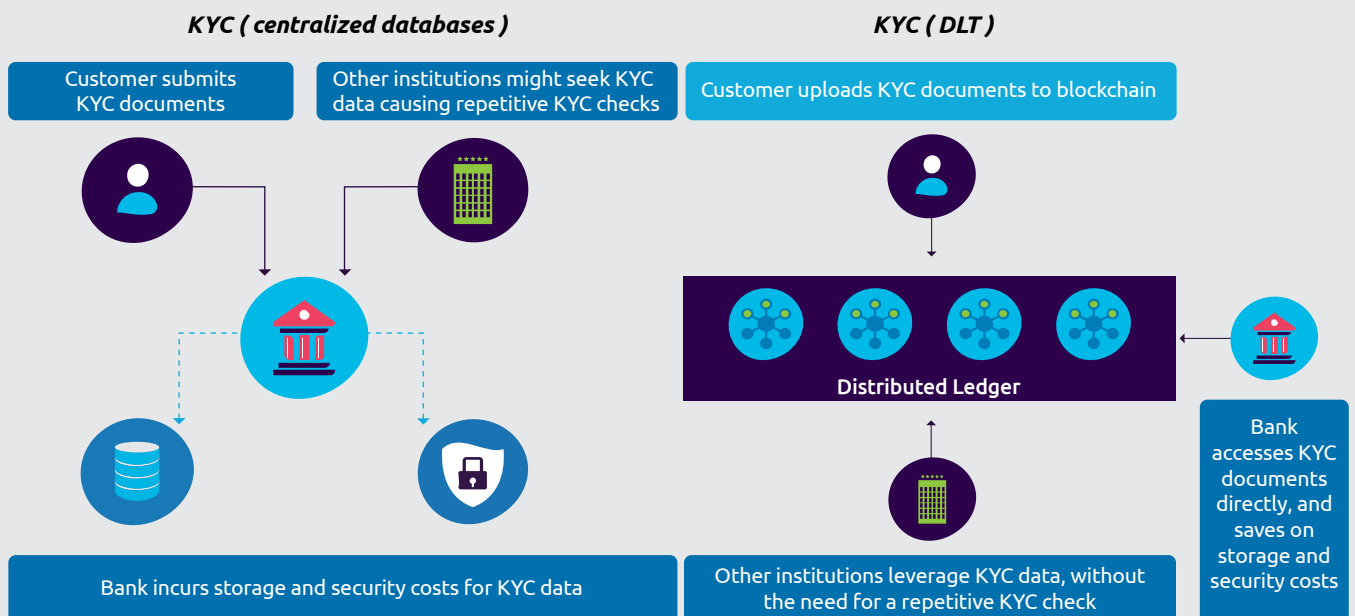 KYC ( centralized databases )
Customer submits
KYC documents
Other institutions might seek KYC
data causing repetitive KYC checks
Bank incurs storage and security costs for KYC data
KYC ( DLT )
Customer uploads KYC documents to blockchain
Distributed Ledger
Bank
accesses KYC
documents
directly, and
saves on
storage and
security costs
Other institutions leverage KYC data, without
the need for a repetitive KYC check